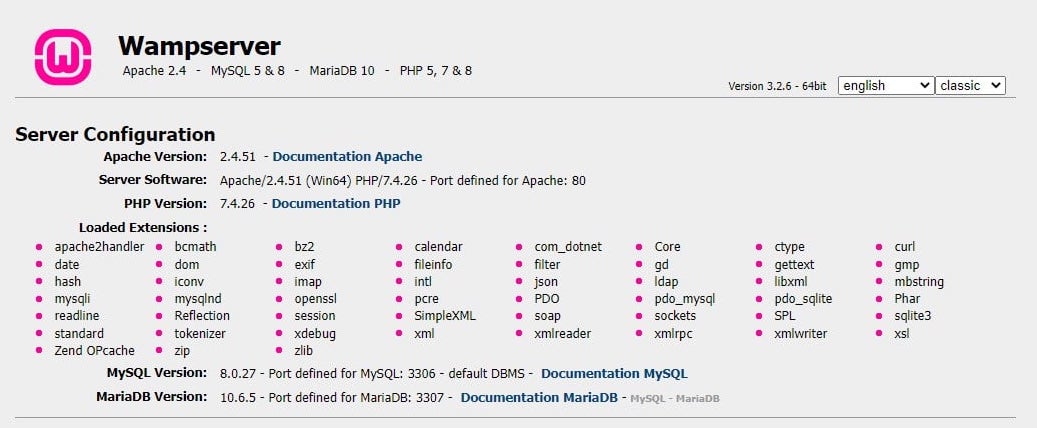 Wampserver
Apache 2.4 - MySQL 5 & 8 - MariaDB 10 - PHP 5, 7 & 8
Version 3.2.6 - 64bit english classic
Server Configuration
Apache Version: 2.4.51 - Documentation Apache
Server Software: Apache/2.4.51 (Win64) PHP/7.4.26 - Port defined for Apache: 80
PHP Version: 7.4.26 - Documentation PHP
Loaded Extensions :
apache2handler bcmath bz2 calendar com_dotnet Core ctype curl
date dom exif fileinfo filter gd gettext gmp
hash iconv imap intl json ldap libxml mbstring
mysqli mysqlnd openssl pcre PDO pdo_mysql pdo_sqlite Phar
readline Reflection session SimpleXML soap sockets SPL sqlite3
standard tokenizer xdebug xml xmlreader xmlrpc xmlwriter xsl
Zend OPcache zip zlib
MySQL Version: 8.0.27 - Port defined for MySQL: 3306 - default DBMS - Documentation MySQL
MariaDB Version: 10.6.5 - Port defined for MariaDB: 3307 - Documentation MariaDB - MySQL - MariaDB